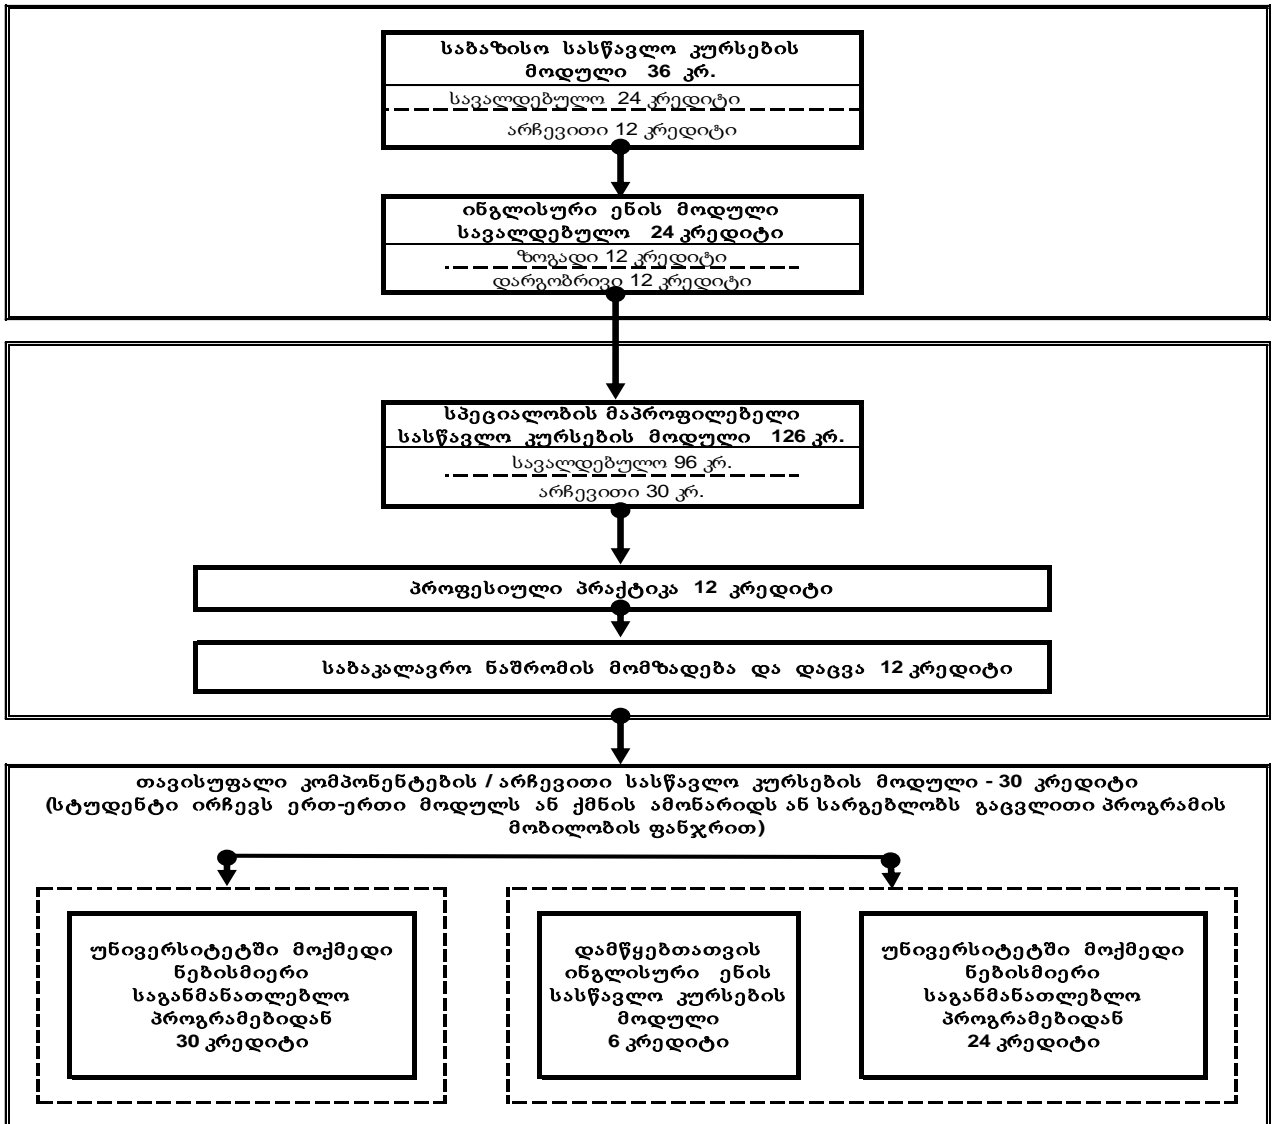 საბაზისო სასწავლო კურსების
მოდული 36 კრ.
სავალდებულო 24 კრედიტი
არჩევითი 12 კრედიტი
ინგლისური ენის მოდული
სავალდებულო 24 კრედიტი
ზოგადი 12 კრედიტი
დარგობრივი 12 კრედიტი
სპეციალობის მაპროფილებელი
სასწავლო კურსების მოდული 126 კრ.
სავალდებულო 96 კრ.
არჩევითი 30 კრ.
პროფესიული პრაქტიკა 12 კრედიტი
საბაკალავრო ნაშრომის მომზადება და დაცვა 12 კრედიტი
თავისუფალი კომპონენტების / არჩევითი სასწავლო კურსების მოდული - 30 კრედიტი
(სტუდენტი ირჩევს ერთ-ერთი მოდულს ან ქმნის ამონარიდს ან სარგებლობს გაცვლითი პროგრამის
მობილობის ფანჯრით)
უნივერსიტეტში მოქმედი
ნებისმიერი
საგანმანათლებლო
პროგრამებიდან
30 კრედიტი
დამწყებთათვის
ინგლისური ენის
სასწავლო კურსების
მოდული
6 კრედიტი
უნივერსიტეტში მოქმედი
ნებისმიერი
საგანმანათლებლო
პროგრამებიდან
24 კრედიტი